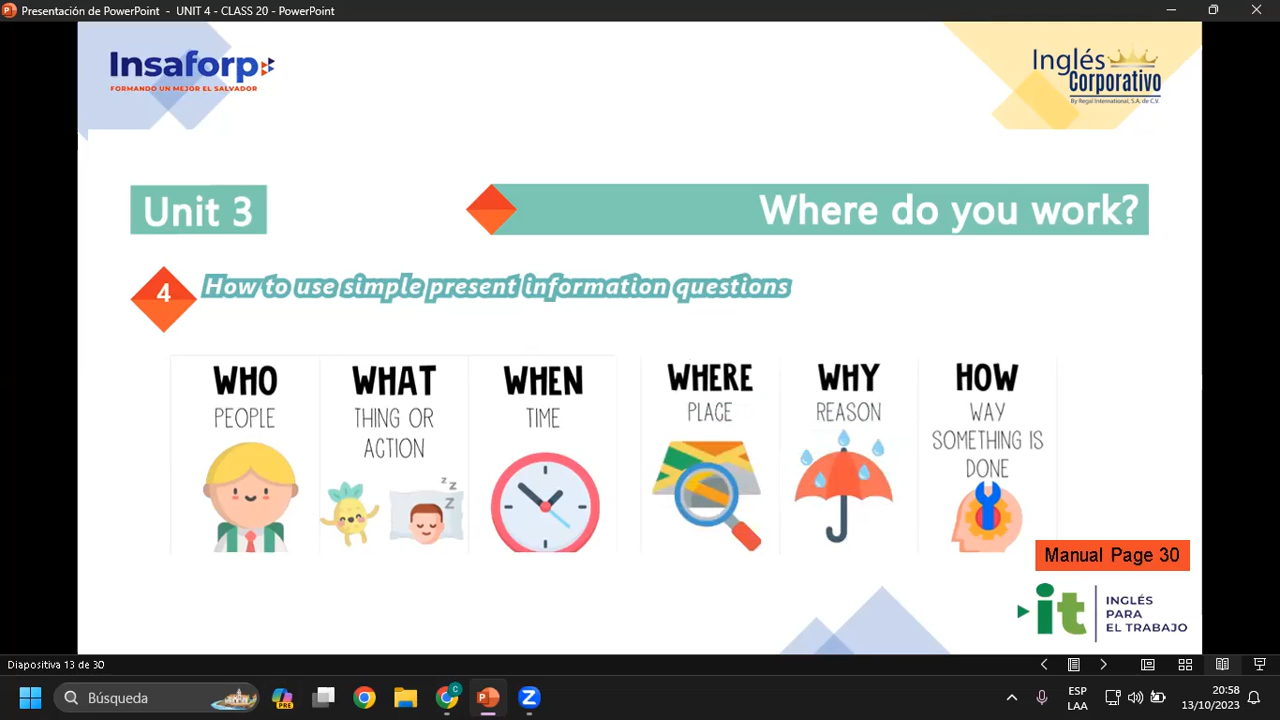 Presentación de PowerPoint - UNIT 4 - CLASS 20 - PowerPoint
Insaforp
FORMANDO UN MEJOR EL SALVADOR
Inglés
Corporativo
By Regal International, S.A. de C.V.
Unit 3
Where do you work?
4
How to use simple present information questions
WHO
PEOPLE
WHAT
THING OR
ACTION
z z
Z
WHEN
TIME
WHERE
PLACE
WHY
REASON
HOW
WAY
SOMETHING IS
DONE
Manual Page 30
it
INGLÉS
PARA
EL TRABAJO
Diapositiva 13 de 30
Búsqueda
PRE
C
P
Z
ESP
LAA
20:58
13/10/2023